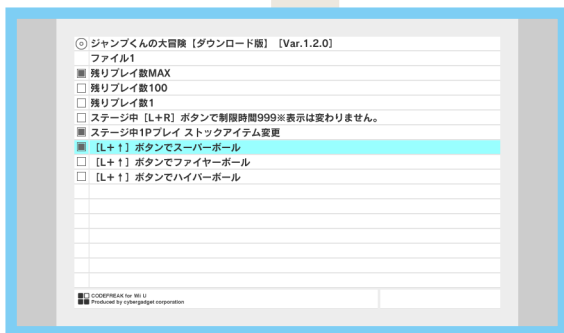 ジャンプくんの大冒険【ダウンロード版】 [Var.1.2.0]
ファイル1
残りプレイ数MAX
残りプレイ数100
残りプレイ数1
ステージ中［L+R］ボタンで制限時間999※表示は変わりません。
ステージ中1Pプレイ ストックアイテム変更
［L+↑］ボタンでスーパーボール
［L+↑］ボタンでファイヤーボール
［L+↑］ボタンでハイパーボール
CODEFREAK for Wii U
Produced by cybergadget corporation